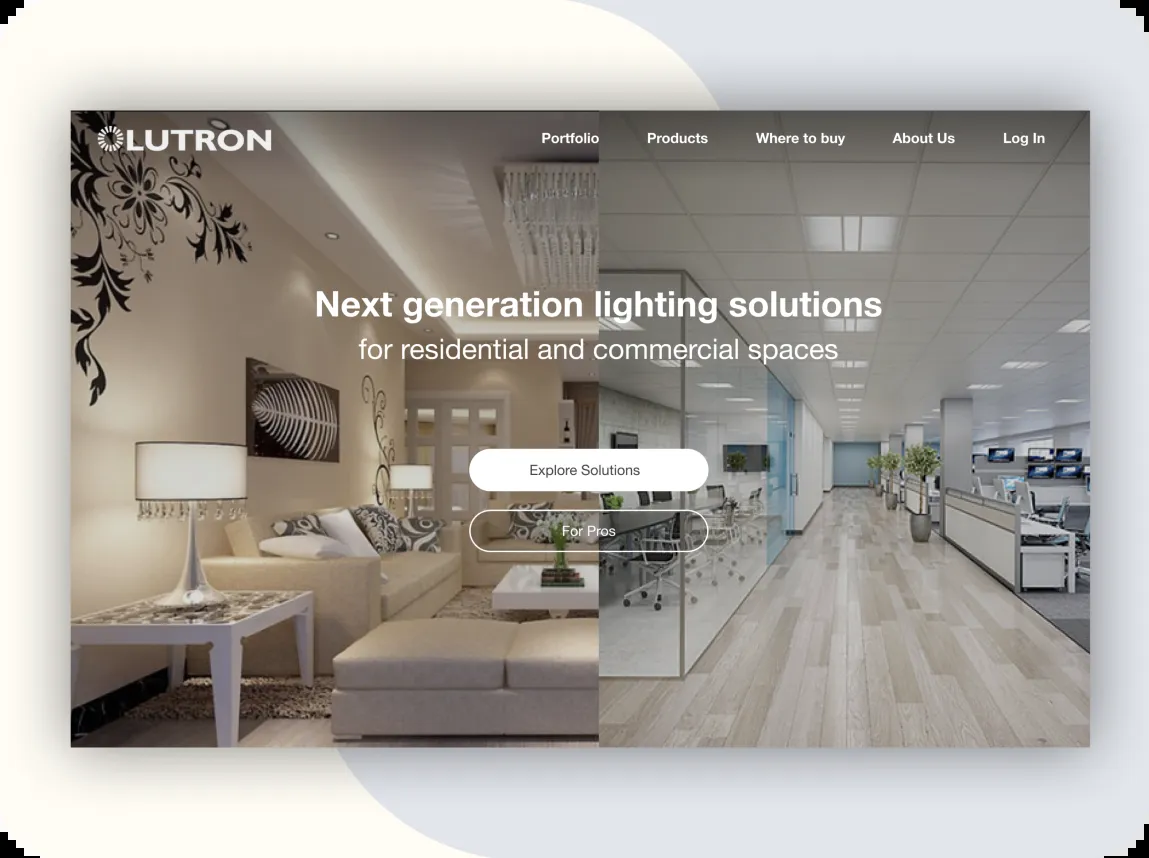 LUTRON
Portfolio Products Where to buy About Us Log In
Next generation lighting solutions
for residential and commercial spaces
Explore Solutions
For Pros